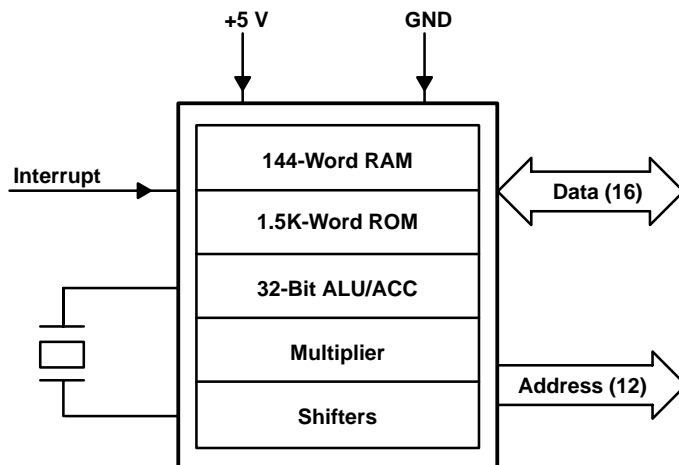 +5 V
GND
Interrupt
144-Word RAM
1.5K-Word ROM
32-Bit ALU/ACC
Multiplier
Shifters
Data (16)
Address (12)